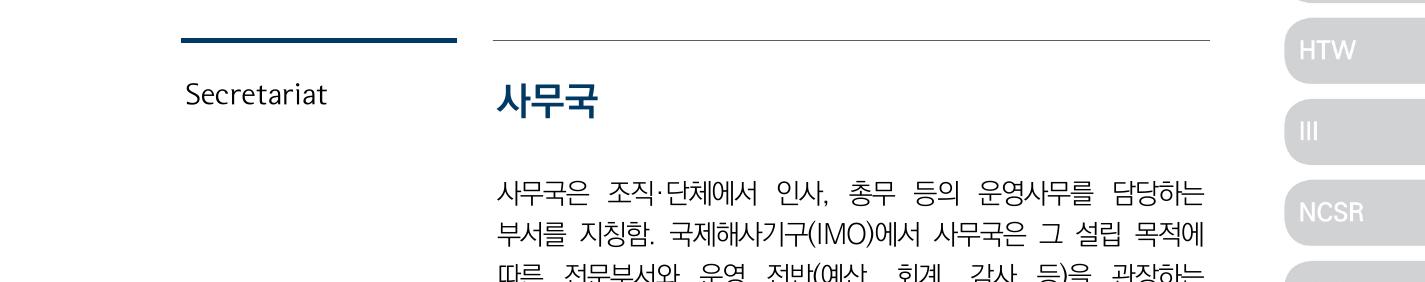 Secretariat
사무국
사무국은 조직·단체에서 인사, 총무 등의 운영사무를 담당하는
부서를 지칭함. 국제해사기구(IMO)에서 사무국은 그 설립 목적에
따른 전문부서와 운영 전반(예산, 회계, 감사 등)을 관장하는
HTW
III
NCSR